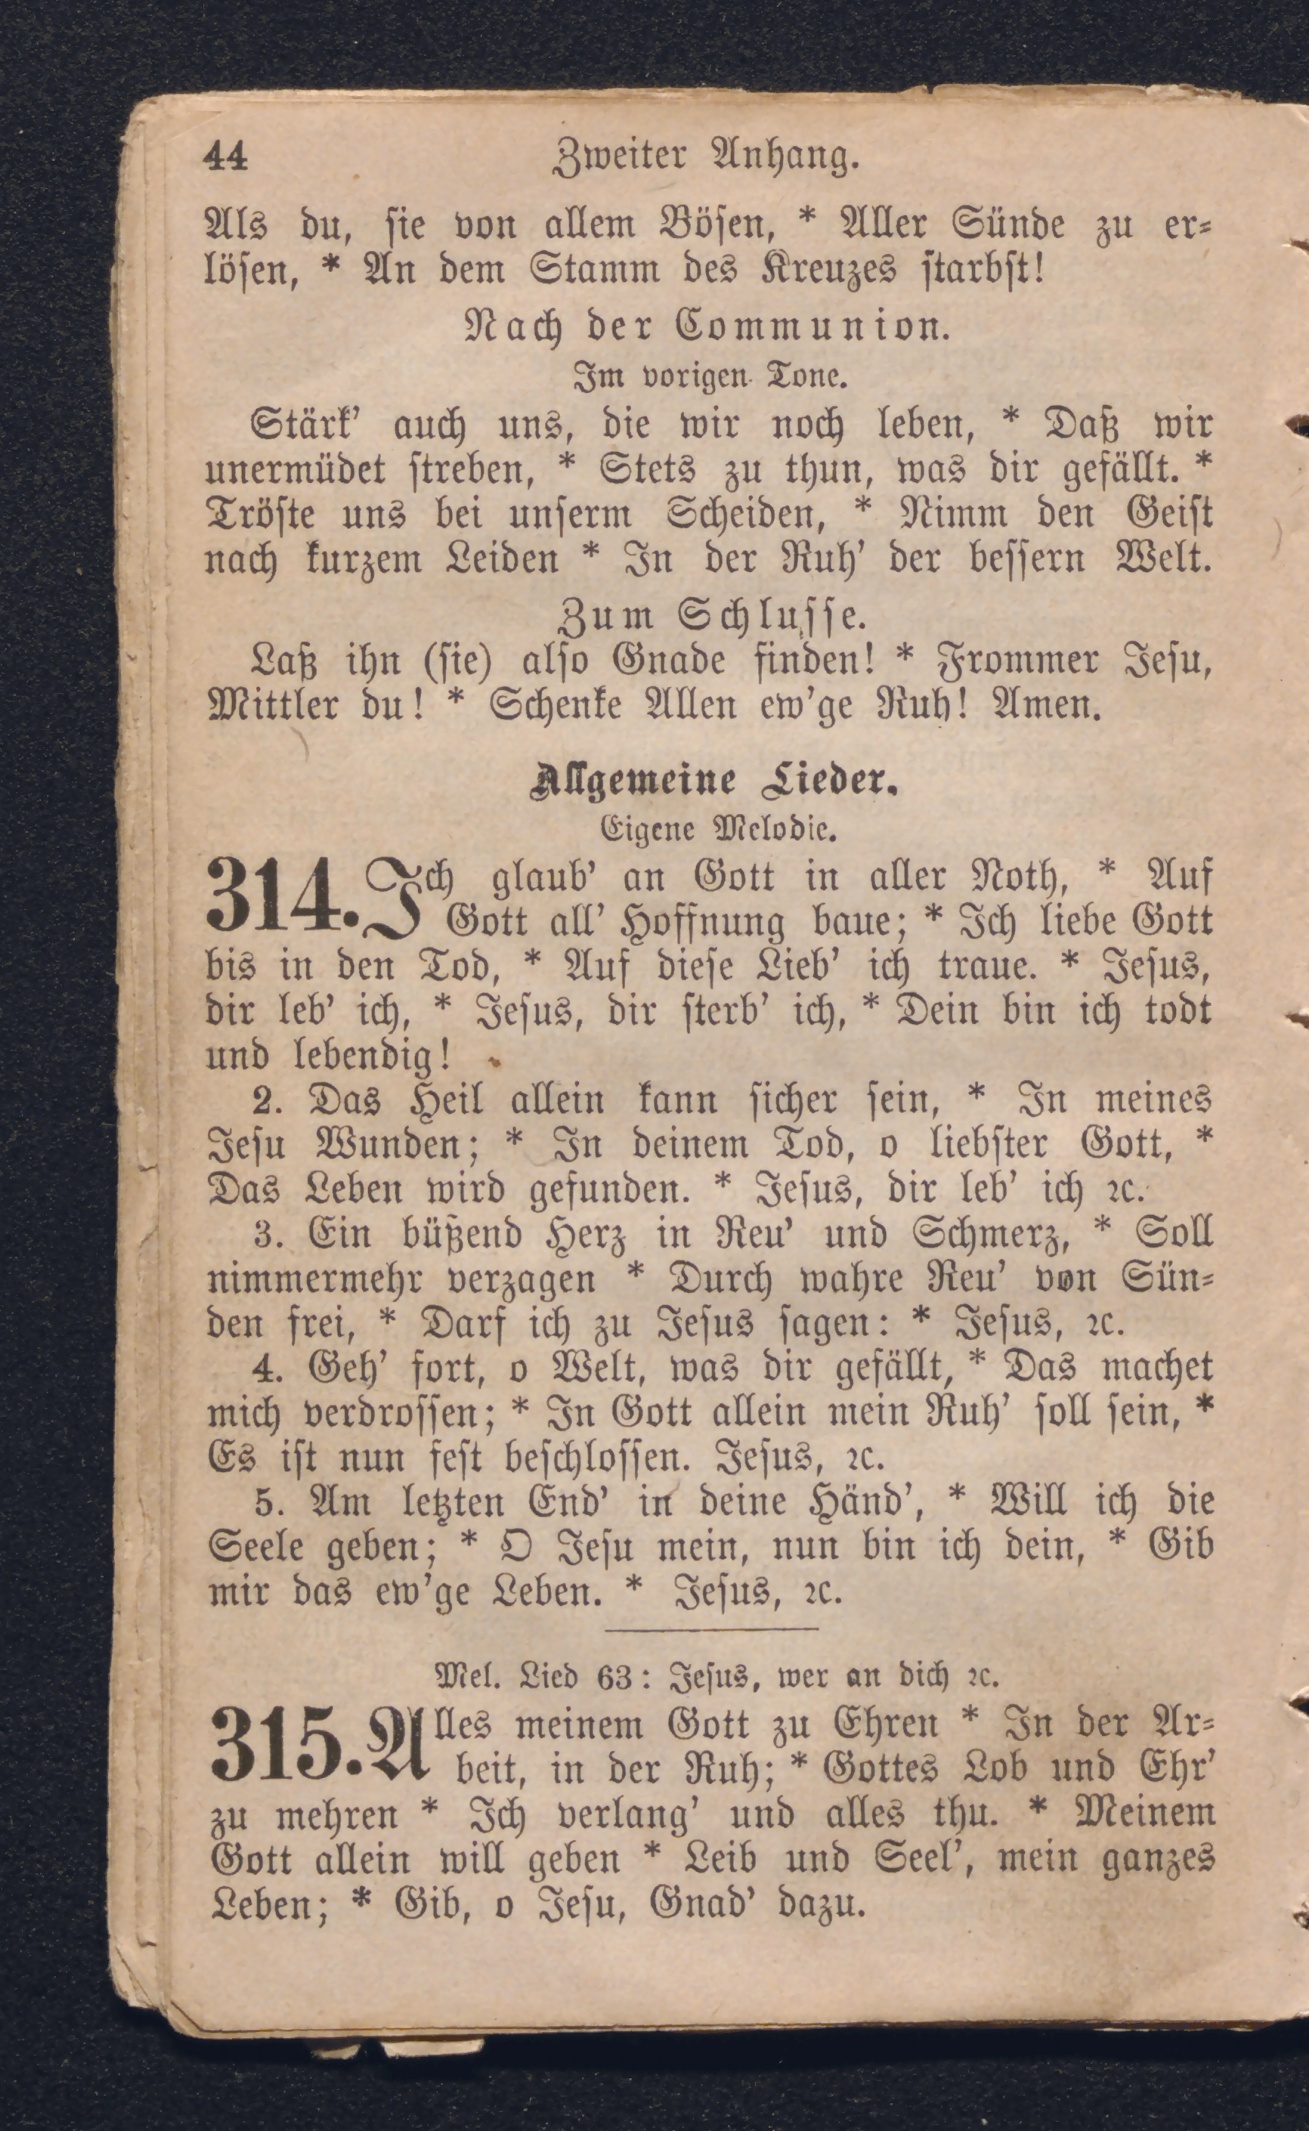 44 Zweiter Anhang.
Als du, sie von allem Bösen, * Aller Sünde zu er-
lösen, * An dem Stamm des Kreuzes starbst!
Nach der Communion.
Im vorigen Tone.
Stärk' auch uns, die wir noch leben, * Daß wir
unermüdet streben, * Stets zu thun, was dir gefällt. *
Tröste uns bei unserm Scheiden, * Nimm den Geist
nach kurzem Leiden * In der Ruh' der bessern Welt.
Zum Schlusse.
Laß ihn (sie) also Gnade finden! * Frommer Jesu,
Mittler du! * Schenke Allen ew'ge Ruh! Amen.
Allgemeine Lieder.
Eigene Melodie.
314. Ich glaub' an Gott in aller Noth, * Auf
Gott all' Hoffnung baue; * Ich liebe Gott
bis in den Tod, * Auf diese Lieb' ich traue. * Jesus,
dir leb' ich, * Jesus, dir sterb' ich, * Dein bin ich todt
und lebendig!
2. Das Heil allein kann sicher sein, * In meines
Jesu Wunden; * In deinem Tod, o liebster Gott, *
Das Leben wird gefunden. * Jesus, dir leb' ich ꝛc.
3. Ein büßend Herz in Reu' und Schmerz, * Soll
nimmermehr verzagen * Durch wahre Reu' von Sün-
den frei, * Darf ich zu Jesus sagen: * Jesus, ꝛc.
4. Geh' fort, o Welt, was dir gefällt, * Das machet
mich verdrossen; * In Gott allein mein Ruh' soll sein, *
Es ist nun fest beschlossen. Jesus, ꝛc.
5. Am letzten End' in deine Händ', * Will ich die
Seele geben; * O Jesu mein, nun bin ich dein, * Gib
mir das ew'ge Leben. * Jesus, ꝛc.
Mel. Lied 63: Jesus, wer an dich ꝛc.
315. Alles meinem Gott zu Ehren * In der Ar-
beit, in der Ruh; * Gottes Lob und Ehr'
zu mehren * Ich verlang' und alles thu. * Meinem
Gott allein will geben * Leib und Seel', mein ganzes
Leben; * Gib, o Jesu, Gnad' dazu.